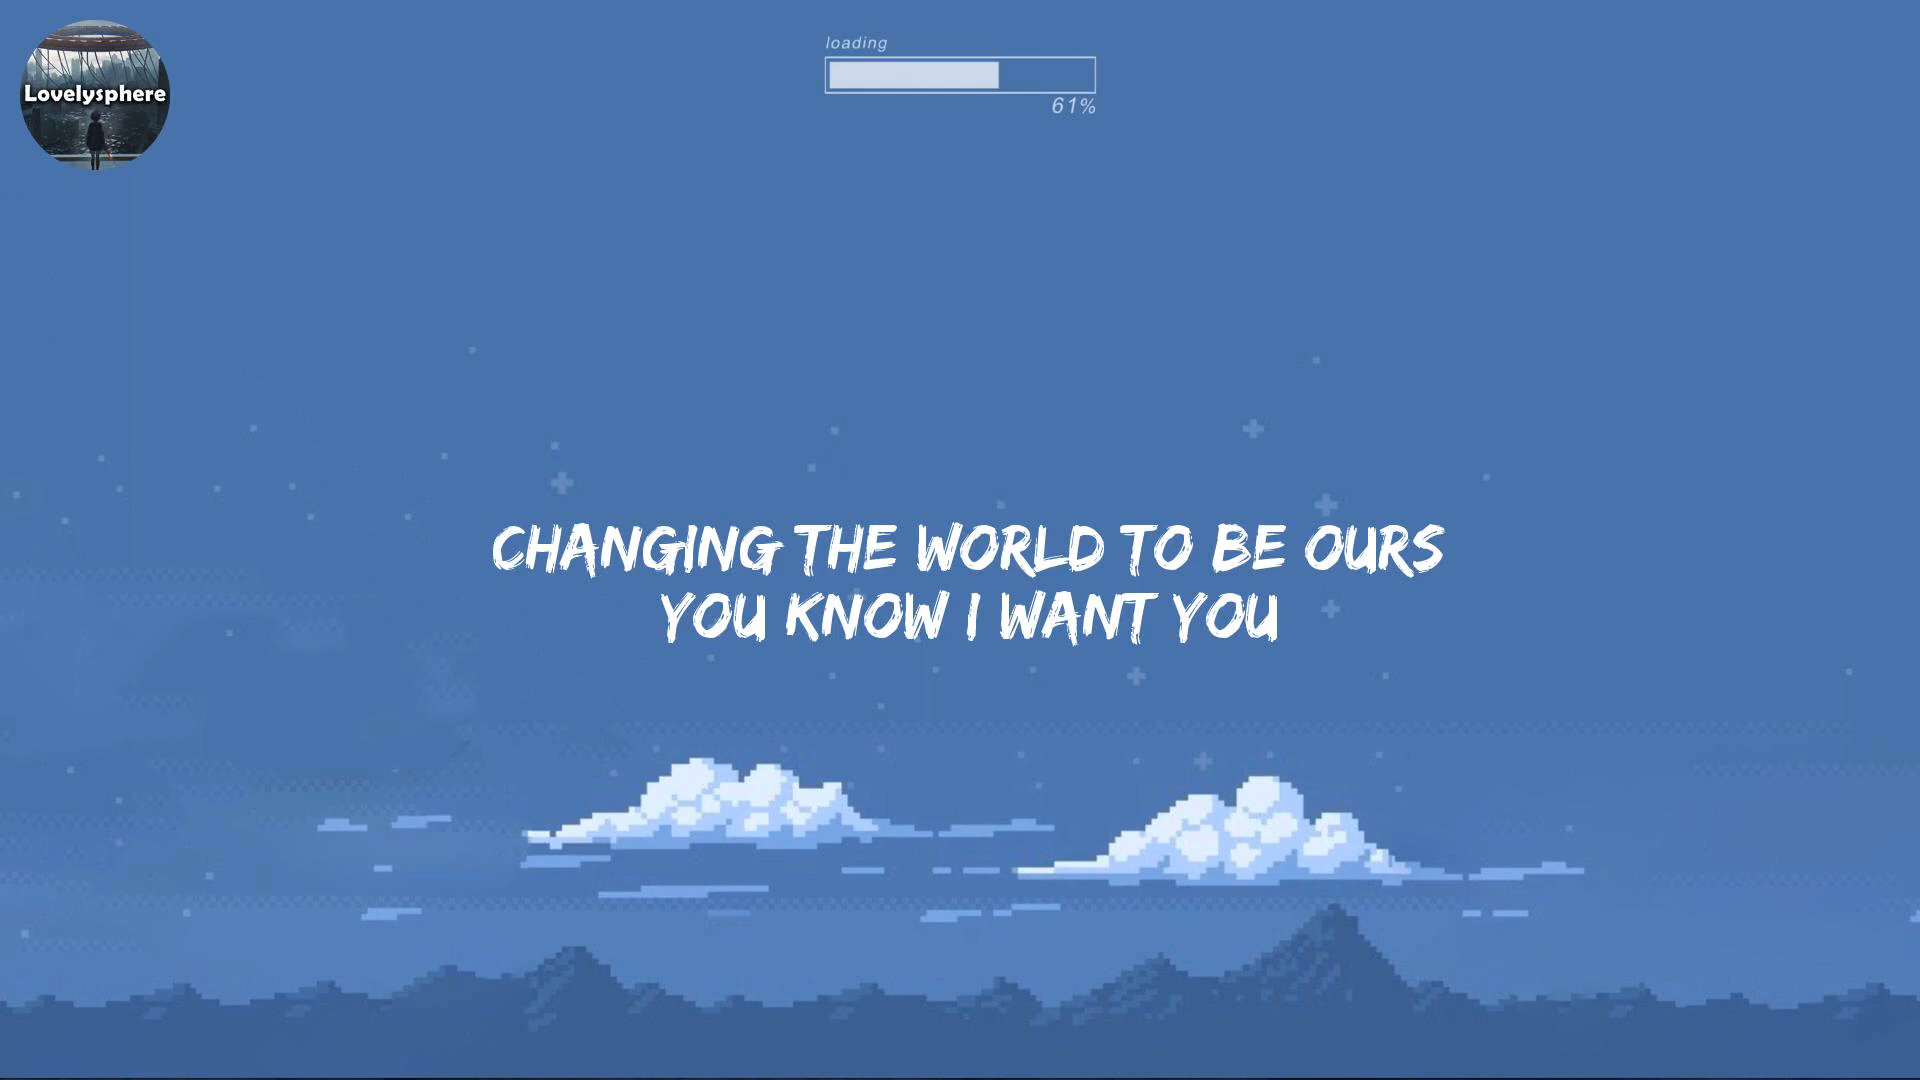 Lovelysphere
loading
61%
CHANGING THE WORLD TO BE OURS
YOU KNOW I WANT YOU